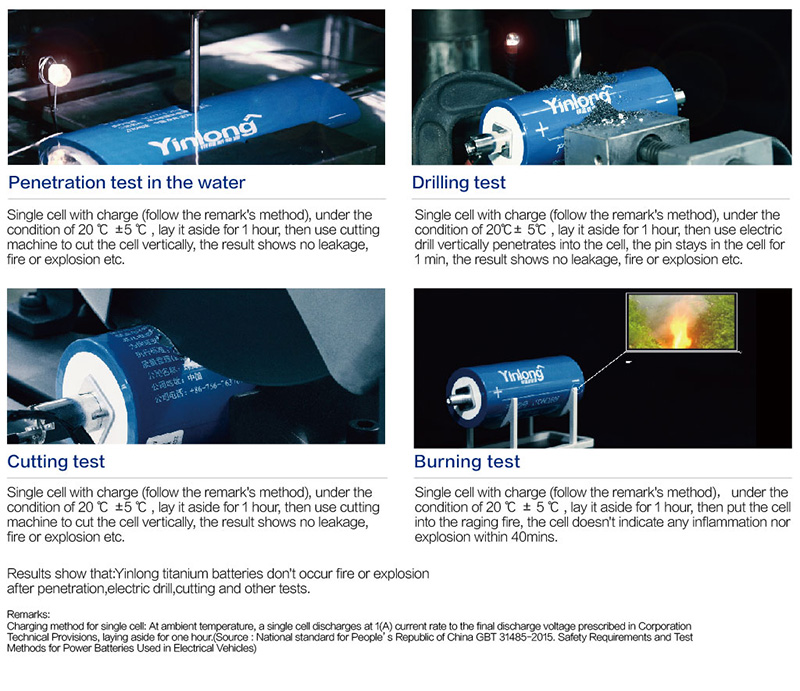 Yinlong
Yinlong
Penetration test in the water
Drilling test
Single cell with charge (follow the remark's method), under the
condition of 20 ℃ ±5 ℃ , lay it aside for 1 hour, then use cutting
machine to cut the cell vertically, the result shows no leakage,
fire or explosion etc.
Single cell with charge (follow the remark's method), under the
condition of 20℃± 5℃ , lay it aside for 1 hour, then use electric
drill vertically penetrates into the cell, the pin stays in the cell for
1 min, the result shows no leakage, fire or explosion etc.
中国
Yinlong
Cutting test
Burning test
Single cell with charge (follow the remark's method), under the
condition of 20 ℃ ±5 ℃ , lay it aside for 1 hour, then use cutting
machine to cut the cell vertically, the result shows no leakage,
fire or explosion etc.
Single cell with charge (follow the remark's method), under the
condition of 20 ℃ ± 5 ℃ , lay it aside for 1 hour, then put the cell
into the raging fire, the cell doesn't indicate any inflammation nor
explosion within 40mins.
Results show that:Yinlong titanium batteries don't occur fire or explosion
after penetration,electric drill,cutting and other tests.
Remarks:
Charging method for single cell: At ambient temperature, a single cell discharges at 1(A) current rate to the final discharge voltage prescribed in Corporation
Technical Provisions, laying aside for one hour.(Source : National standard for People's Republic of China GBT 31485-2015. Safety Requirements and Test
Methods for Power Batteries Used in Electrical Vehicles)